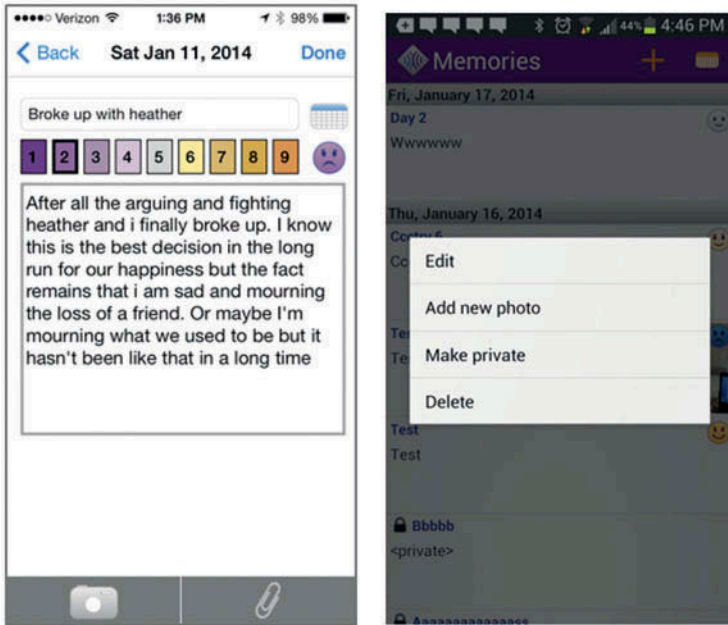 Verizon 1:36 PM 98%
Back Sat Jan 11, 2014 Done
Broke up with heather
1 2 3 4 5 6 7 8 9
After all the arguing and fighting
heather and i finally broke up. I know
this is the best decision in the long
run for our happiness but the fact
remains that i am sad and mourning
the loss of a friend. Or maybe I'm
mourning what we used to be but it
hasn't been like that in a long time
44% 4:46 PM
Memories
Fri, January 17, 2014
Day 2
Wwwwww
Thu, January 16, 2014
Edit
Add new photo
Make private
Delete
Test
Test
Bbbbb
<private>